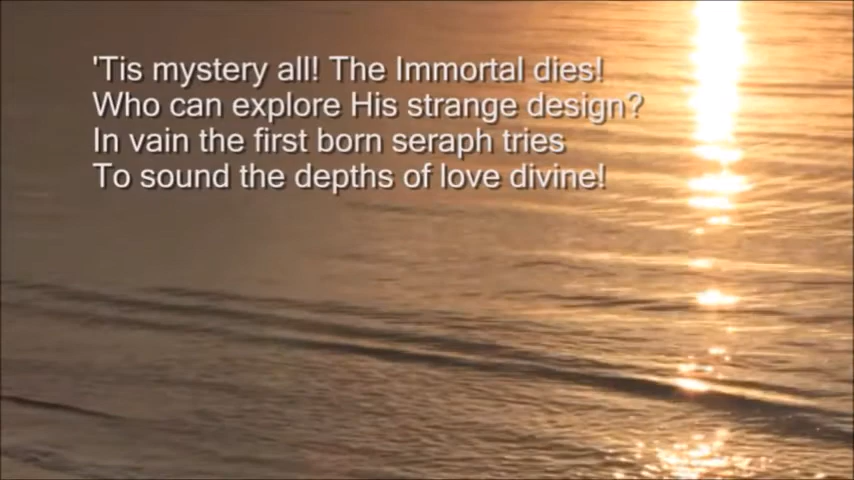 'Tis mystery all! The Immortal dies!
Who can explore His strange design?
In vain the first born seraph tries
To sound the depths of love divine!